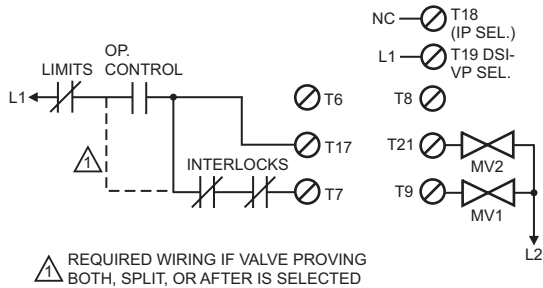 NC T18
(IP SEL.)
L1 T19 DSI-
VP SEL.
OP.
LIMITS CONTROL
L1 T6 T8
1 T17 T21 MV2
INTERLOCKS
T7 T9 MV1
L2
1 REQUIRED WIRING IF VALVE PROVING
BOTH, SPLIT, OR AFTER IS SELECTED